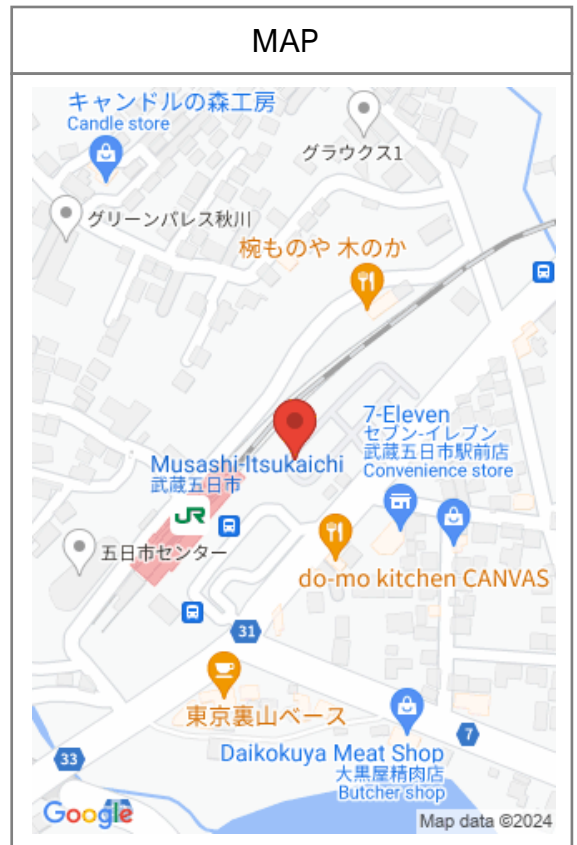 MAP
キャンドルの森工房
Candle store
グラウクス1
グリーンパレス秋川
椀ものや 木のか
7-Eleven
セブン-イレブン
武蔵五日市駅前店
Convenience store
Musashi-Itsukaichi
武蔵五日市
JR
五日市センター
do-mo kitchen CANVAS
31
東京裏山ベース
7
33
Daikokuya Meat Shop
大黒屋精肉店
Butcher shop
Google
Map data ©2024